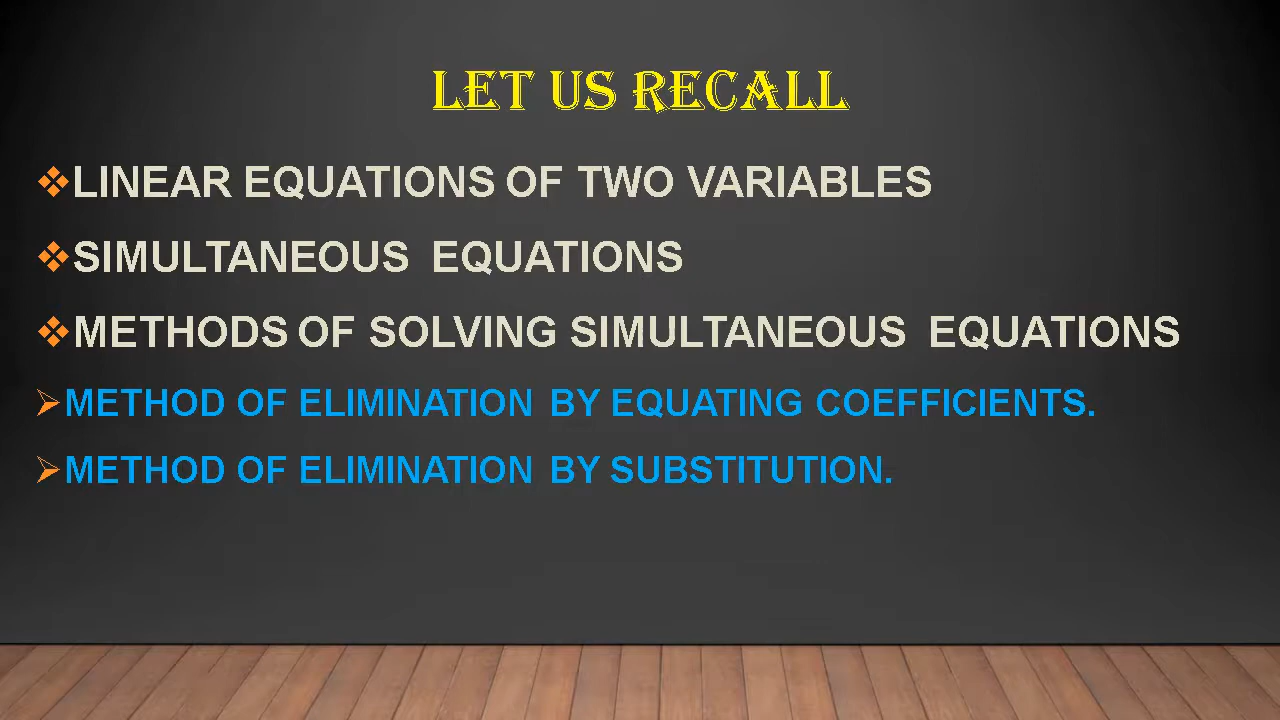 LET US RECALL
❖LINEAR EQUATIONS OF TWO VARIABLES
❖SIMULTANEOUS EQUATIONS
❖METHODS OF SOLVING SIMULTANEOUS EQUATIONS
➢METHOD OF ELIMINATION BY EQUATING COEFFICIENTS.
➢METHOD OF ELIMINATION BY SUBSTITUTION.